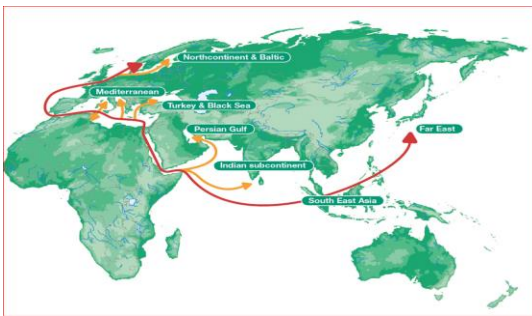 Northcontinent & Baltic
Mediterranean
Turkey & Black Sea
Persian Gulf
Far East
Indian subcontinent
South East Asia